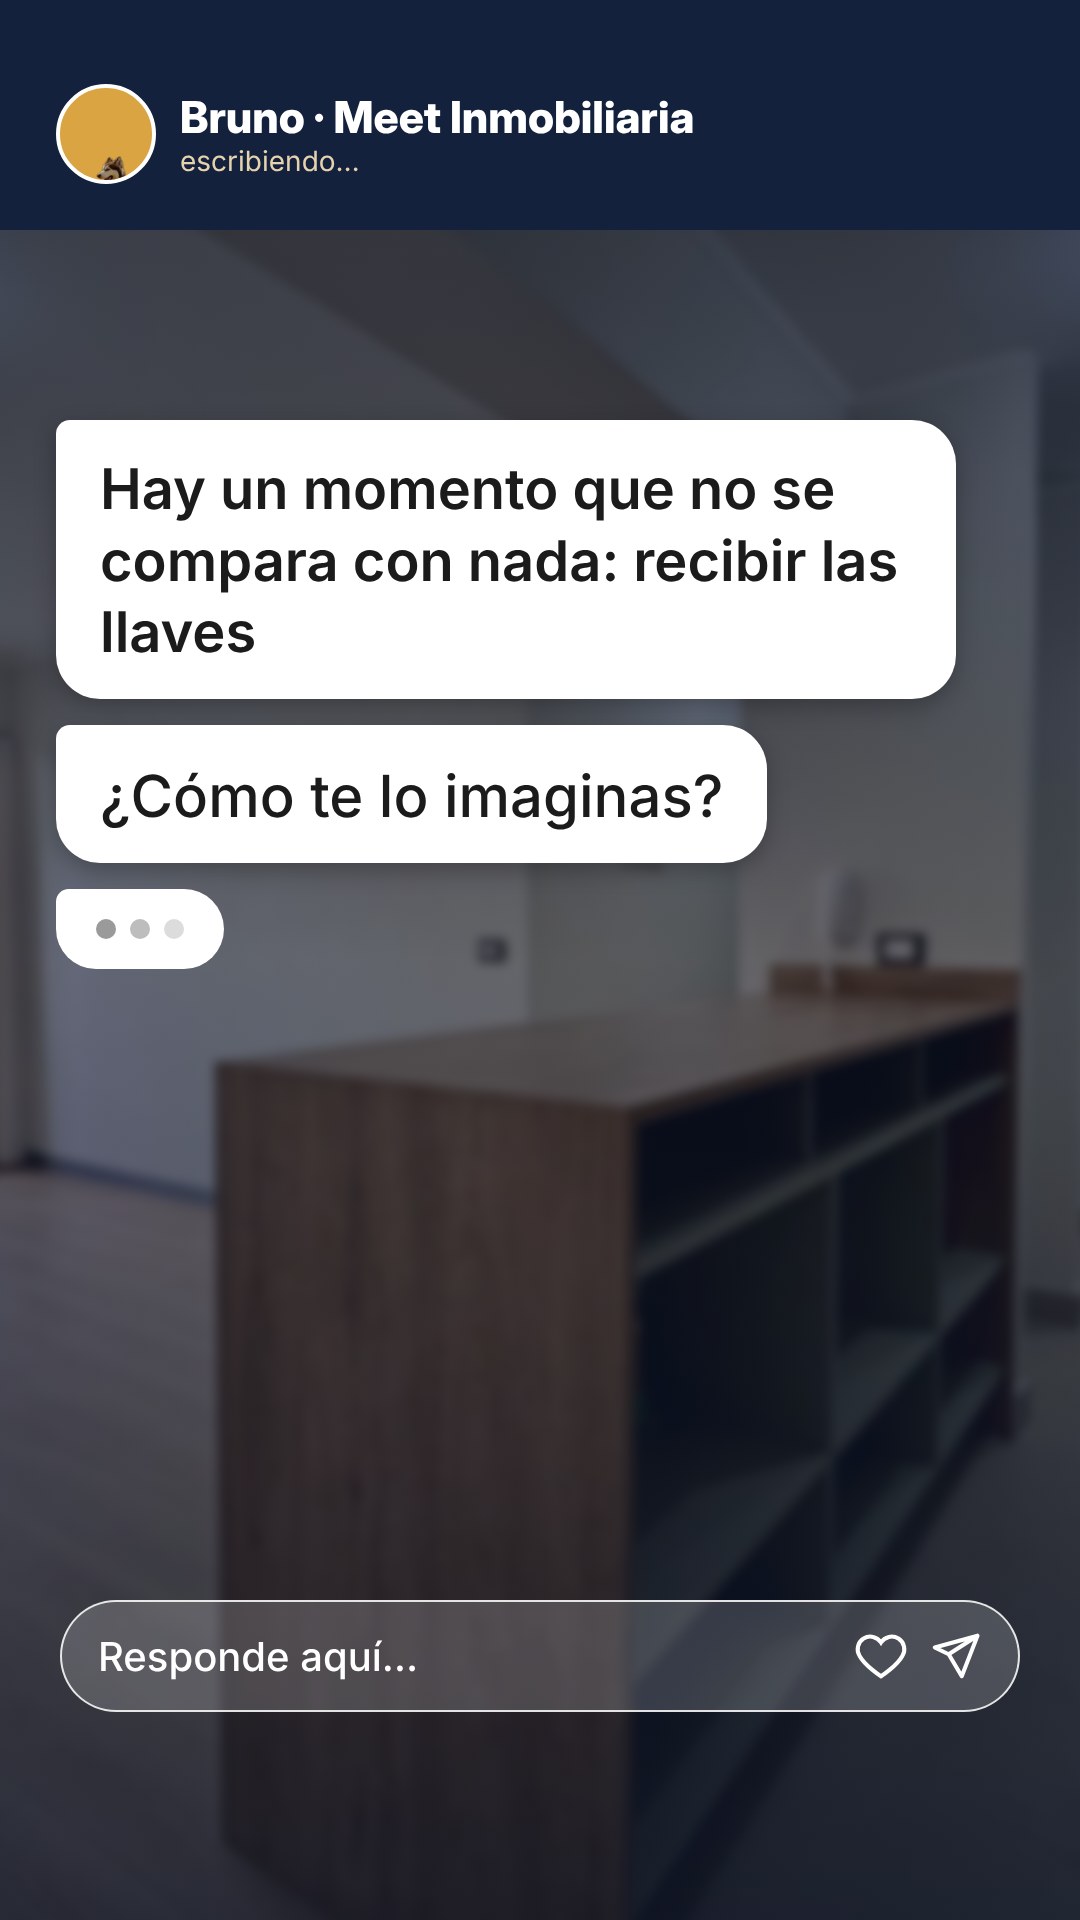 Bruno · Meet Inmobiliaria
escribiendo...
Hay un momento que no se
compara con nada: recibir las
llaves
¿Cómo te lo imaginas?
Responde aquí...